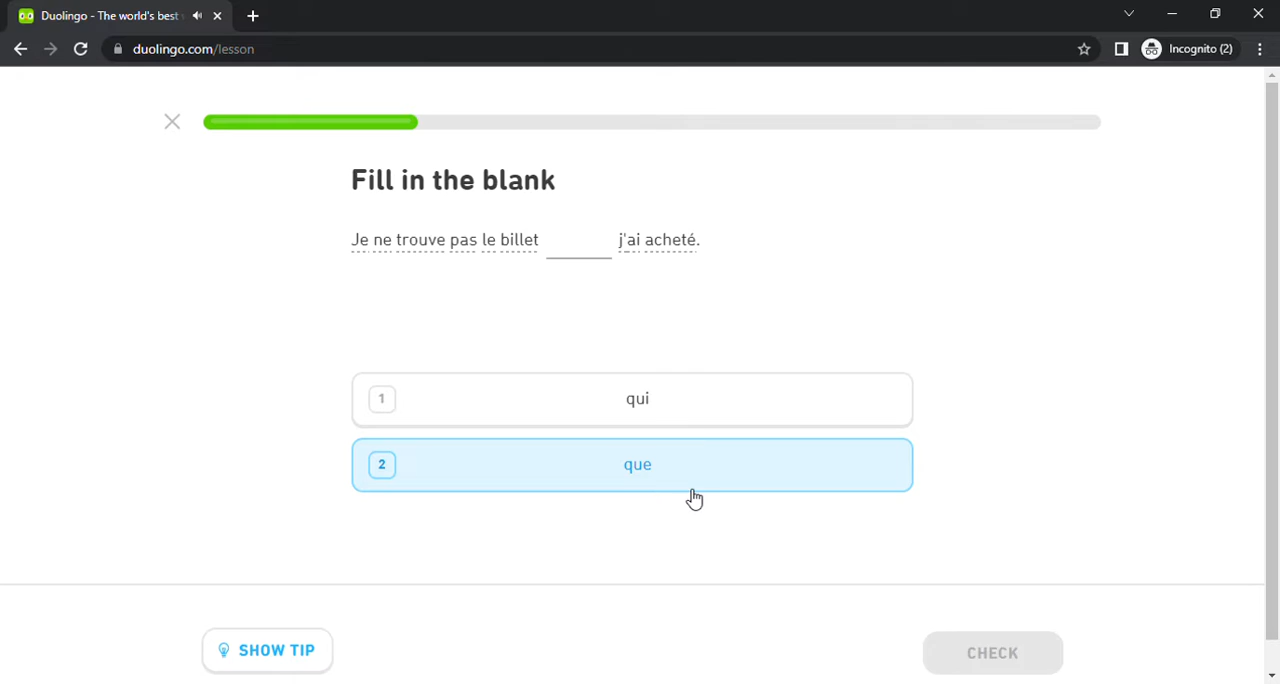 Duolingo - The world's best
duolingo.com/lesson
Incognito (2)
Fill in the blank
Je ne trouve pas le billet ______ j'ai acheté.
1 qui
2 que
SHOW TIP
CHECK